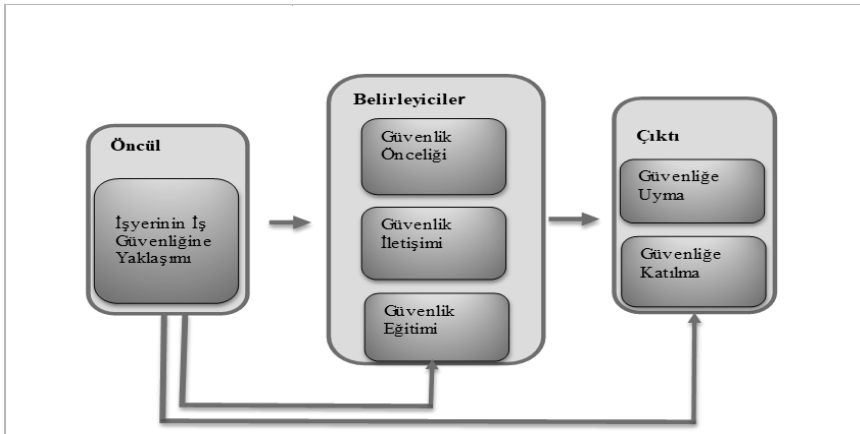 Öncül
İşyerinin İş
Güvenliğine
Yaklaşımı
Belirleyiciler
Güvenlik
Önceliği
Güvenlik
İletişimi
Güvenlik
Eğitimi
Çıktı
Güvenliğe
Uyma
Güvenliğe
Katılma